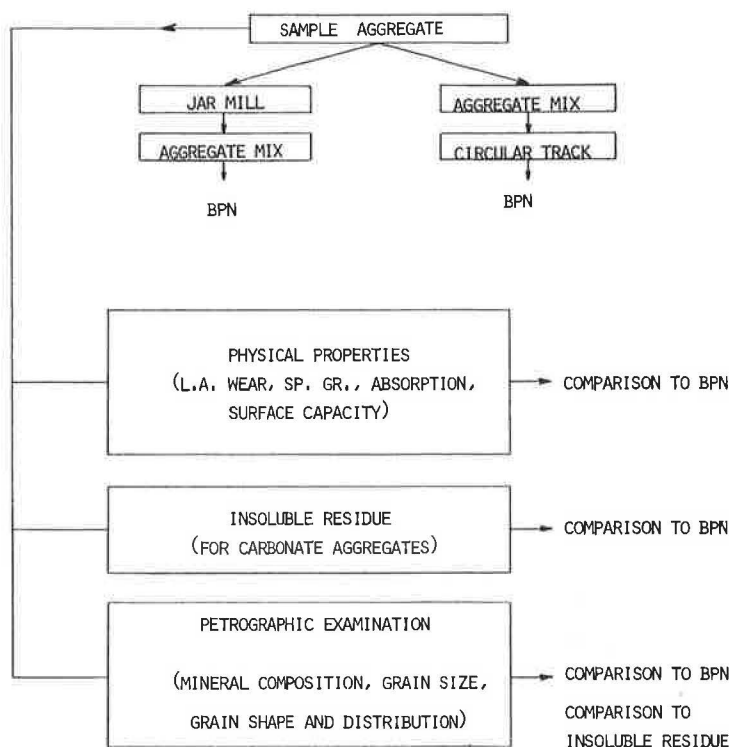 SAMPLE AGGREGATE
JAR MILL
AGGREGATE MIX
AGGREGATE MIX
CIRCULAR TRACK
BPN
BPN
PHYSICAL PROPERTIES
(L.A. WEAR, SP. GR., ABSORPTION,
SURFACE CAPACITY)
COMPARISON TO BPN
INSOLUBLE RESIDUE
(FOR CARBONATE AGGREGATES)
COMPARISON TO BPN
PETROGRAPHIC EXAMINATION
(MINERAL COMPOSITION, GRAIN SIZE,
GRAIN SHAPE AND DISTRIBUTION)
COMPARISON TO BPN
COMPARISON TO
INSOLUBLE RESIDUE